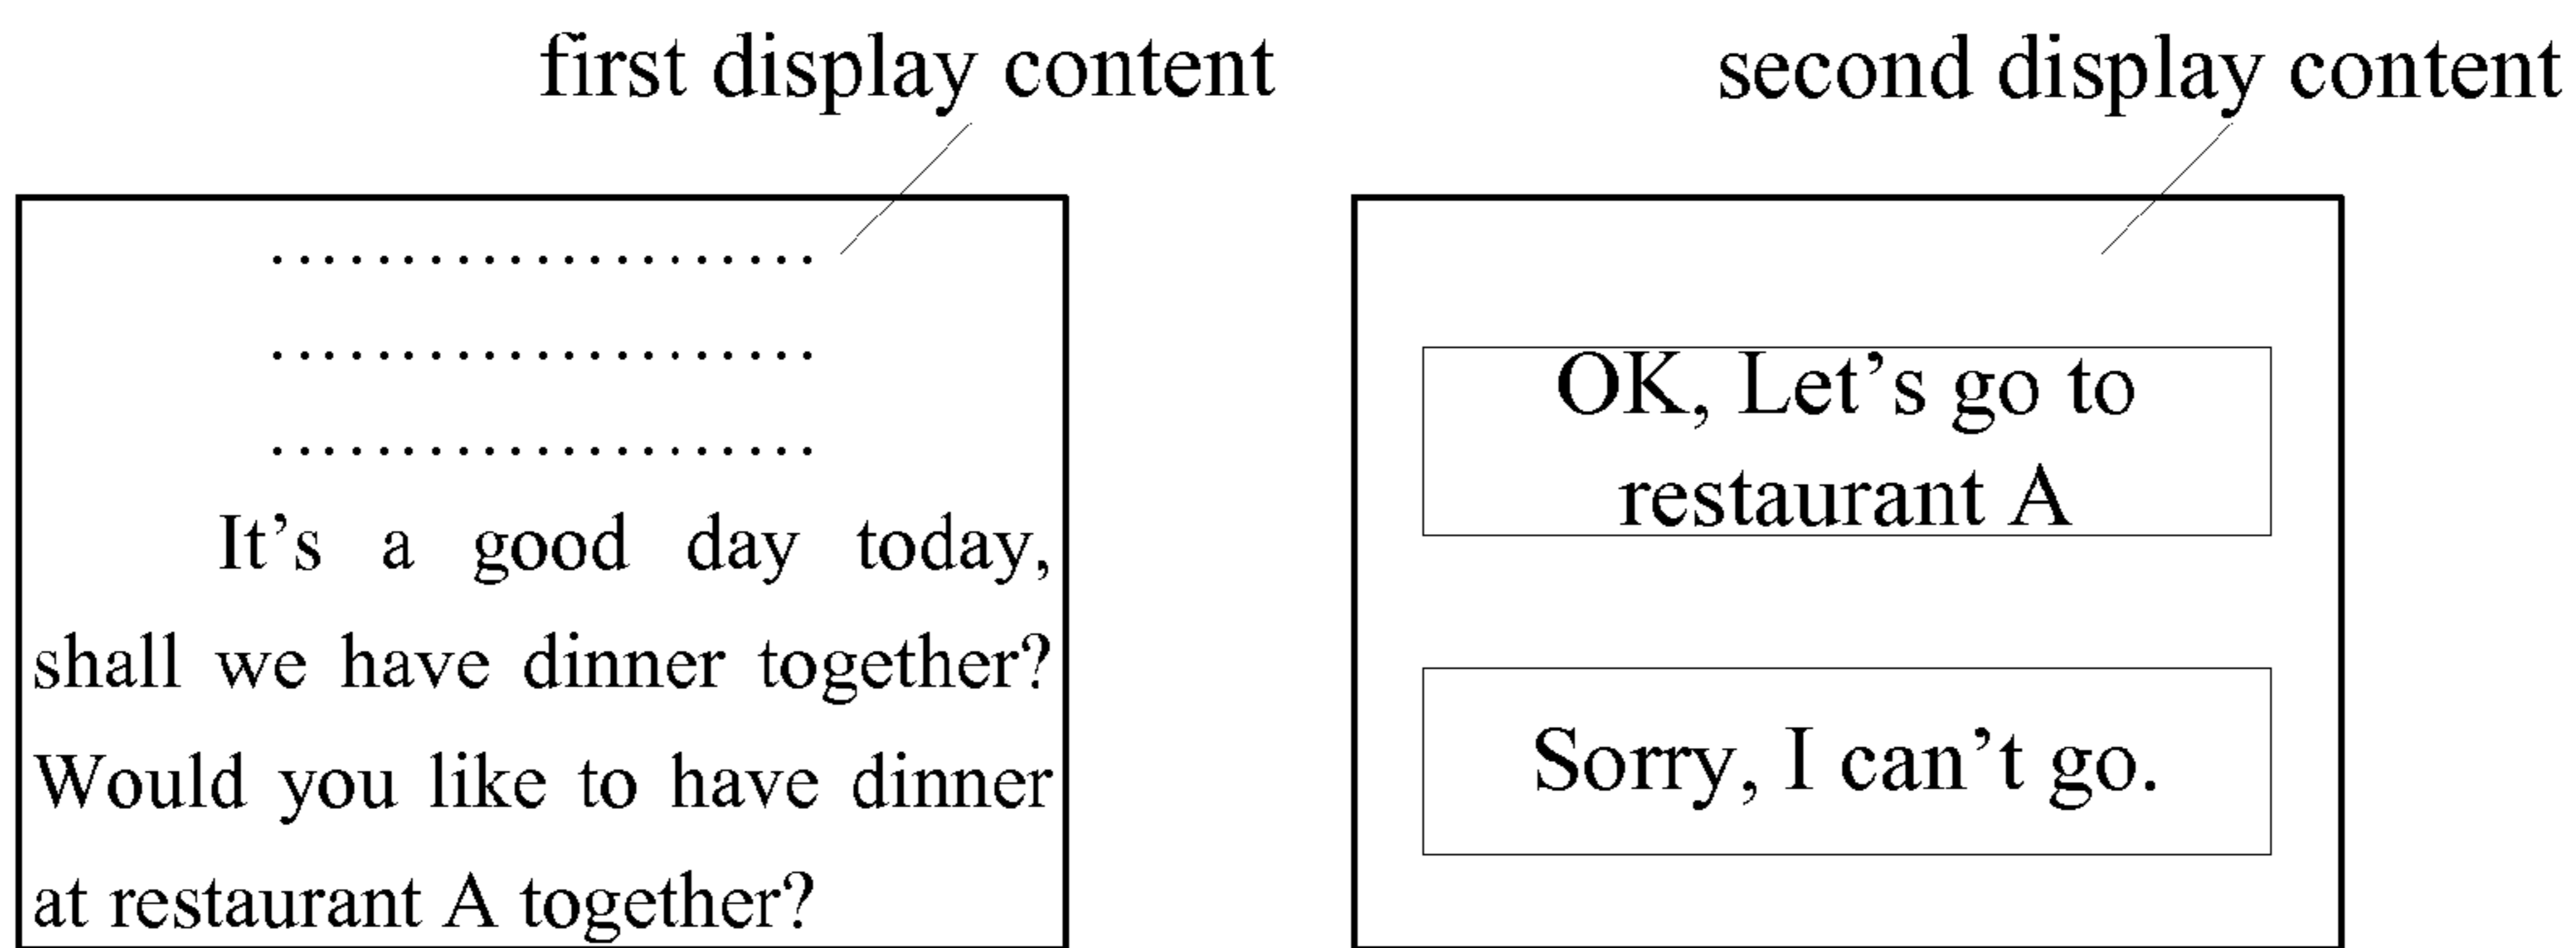 first display content
second display content
.....................
.....................
.....................
It's a good day today,
shall we have dinner together?
Would you like to have dinner
at restaurant A together?
OK, Let's go to
restaurant A
Sorry, I can't go.